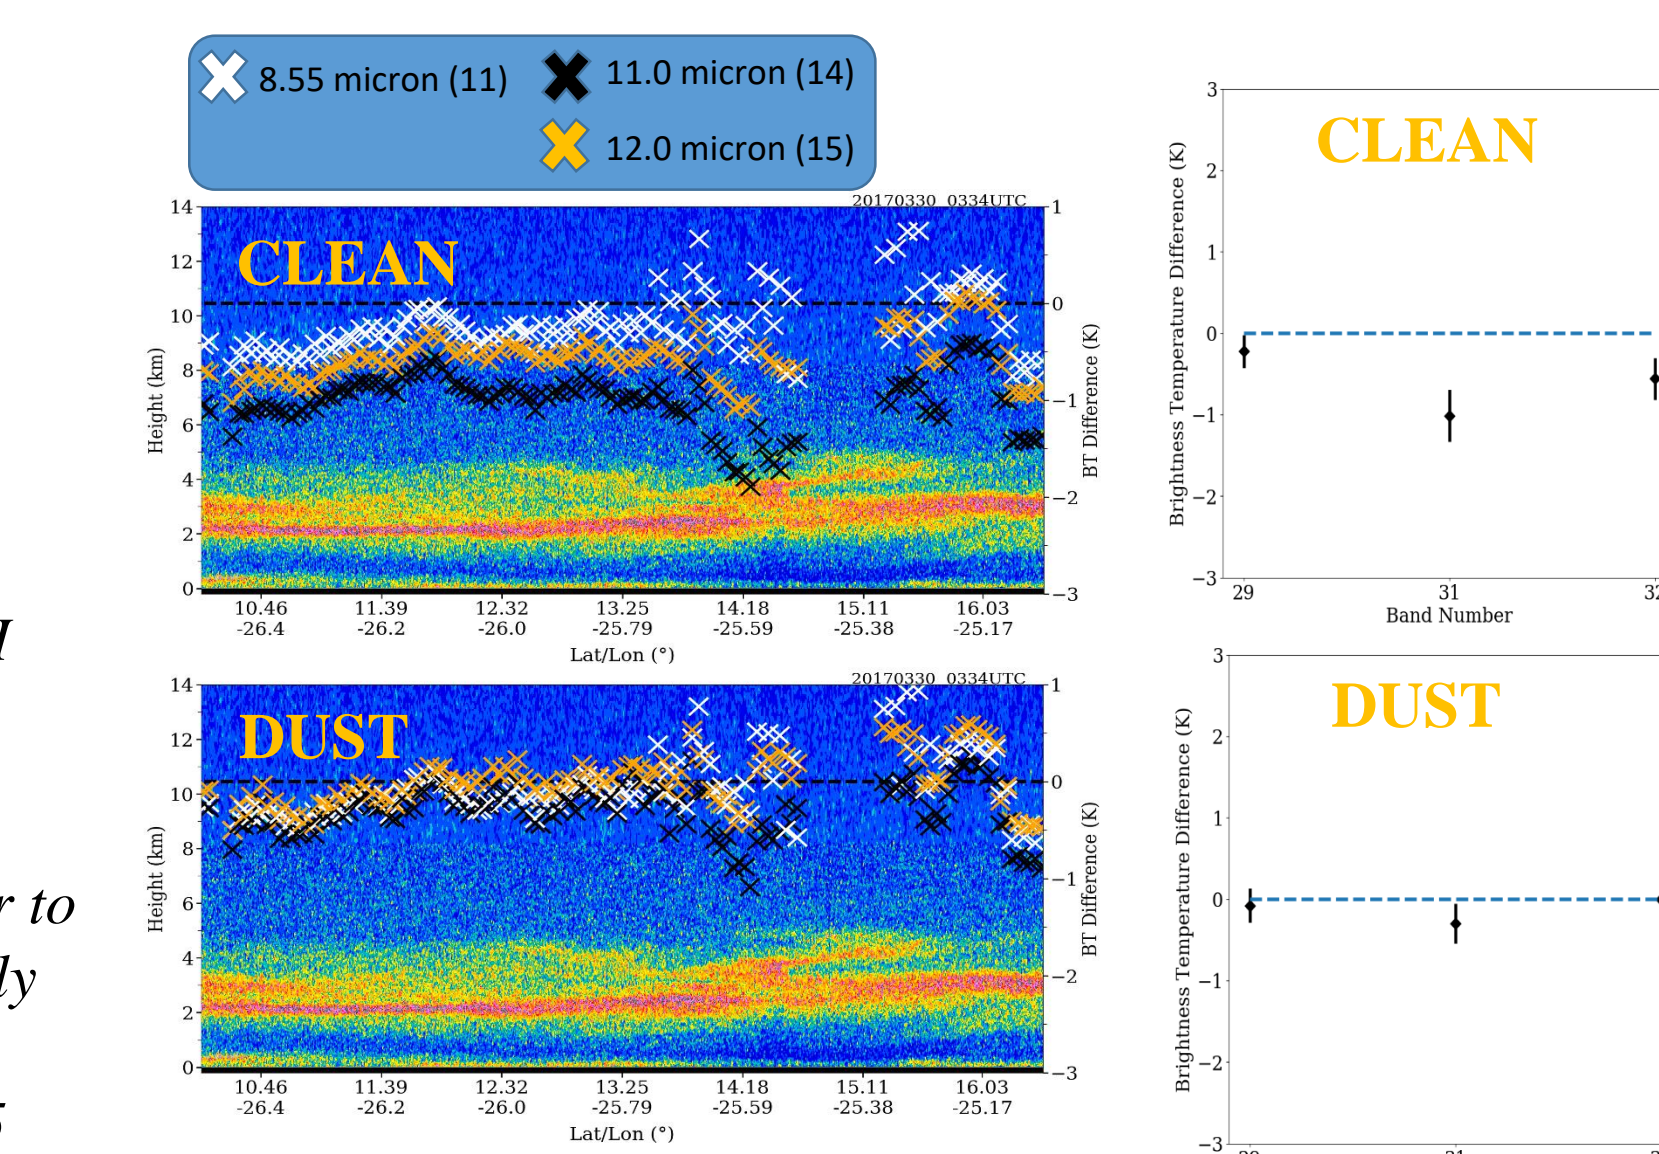 8.55 micron (11)
11.0 micron (14)
12.0 micron (15)
20170330 0334UTC
CLEAN
14
12
10
8
6
4
2
0
Height (km)
1
0
−1
−2
−3
BT Difference (K)
10.46 11.39 12.32 13.25 14.18 15.11 16.03
-26.4 -26.2 -26.0 -25.79 -25.59 -25.38 -25.17
Lat/Lon (°)
20170330 0334UTC
DUST
14
12
10
8
6
4
2
0
Height (km)
1
0
−1
−2
−3
BT Difference (K)
10.46 11.39 12.32 13.25 14.18 15.11 16.03
-26.4 -26.2 -26.0 -25.79 -25.59 -25.38 -25.17
Lat/Lon (°)
CLEAN
3
2
1
0
−1
−2
−3
Brightness Temperature Difference (K)
29 31 32
Band Number
DUST
3
2
1
0
−1
−2
−3
Brightness Temperature Difference (K)
to